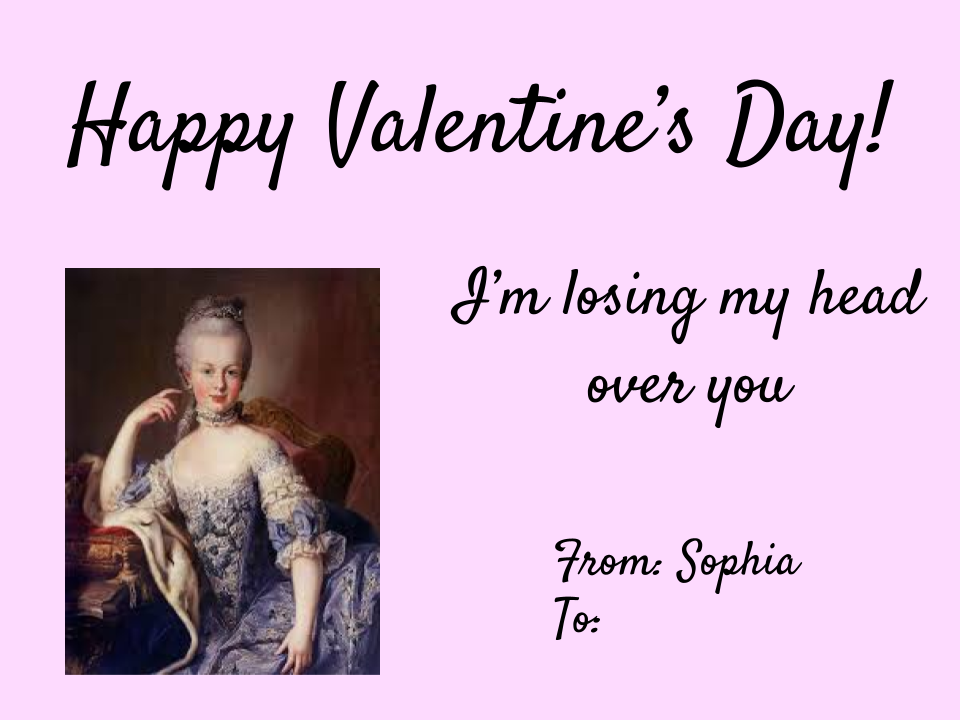 Happy Valentine’s Day!
I’m losing my head
over you
From: Sophia
To: